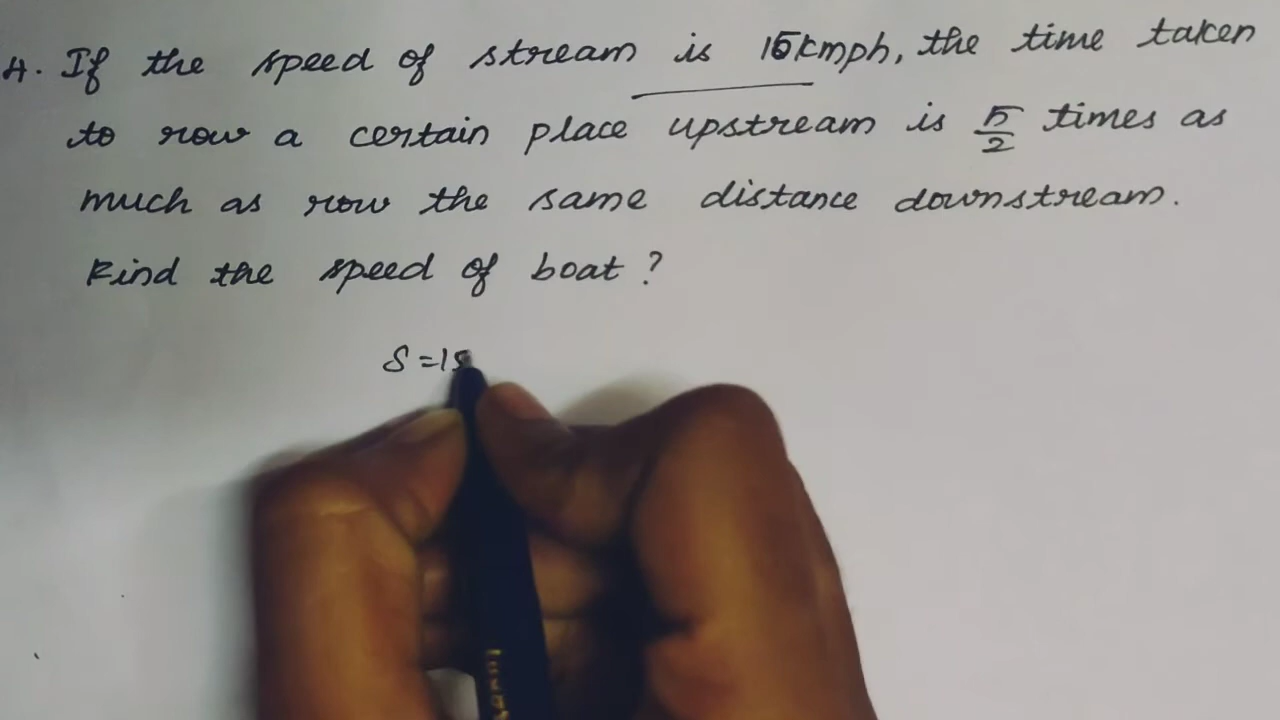 4. If the speed of stream is 15kmph, the time taken
to row a certain place upstream is 5/2 times as
much as row the same distance downstream.
Find the speed of boat ?
S = 15